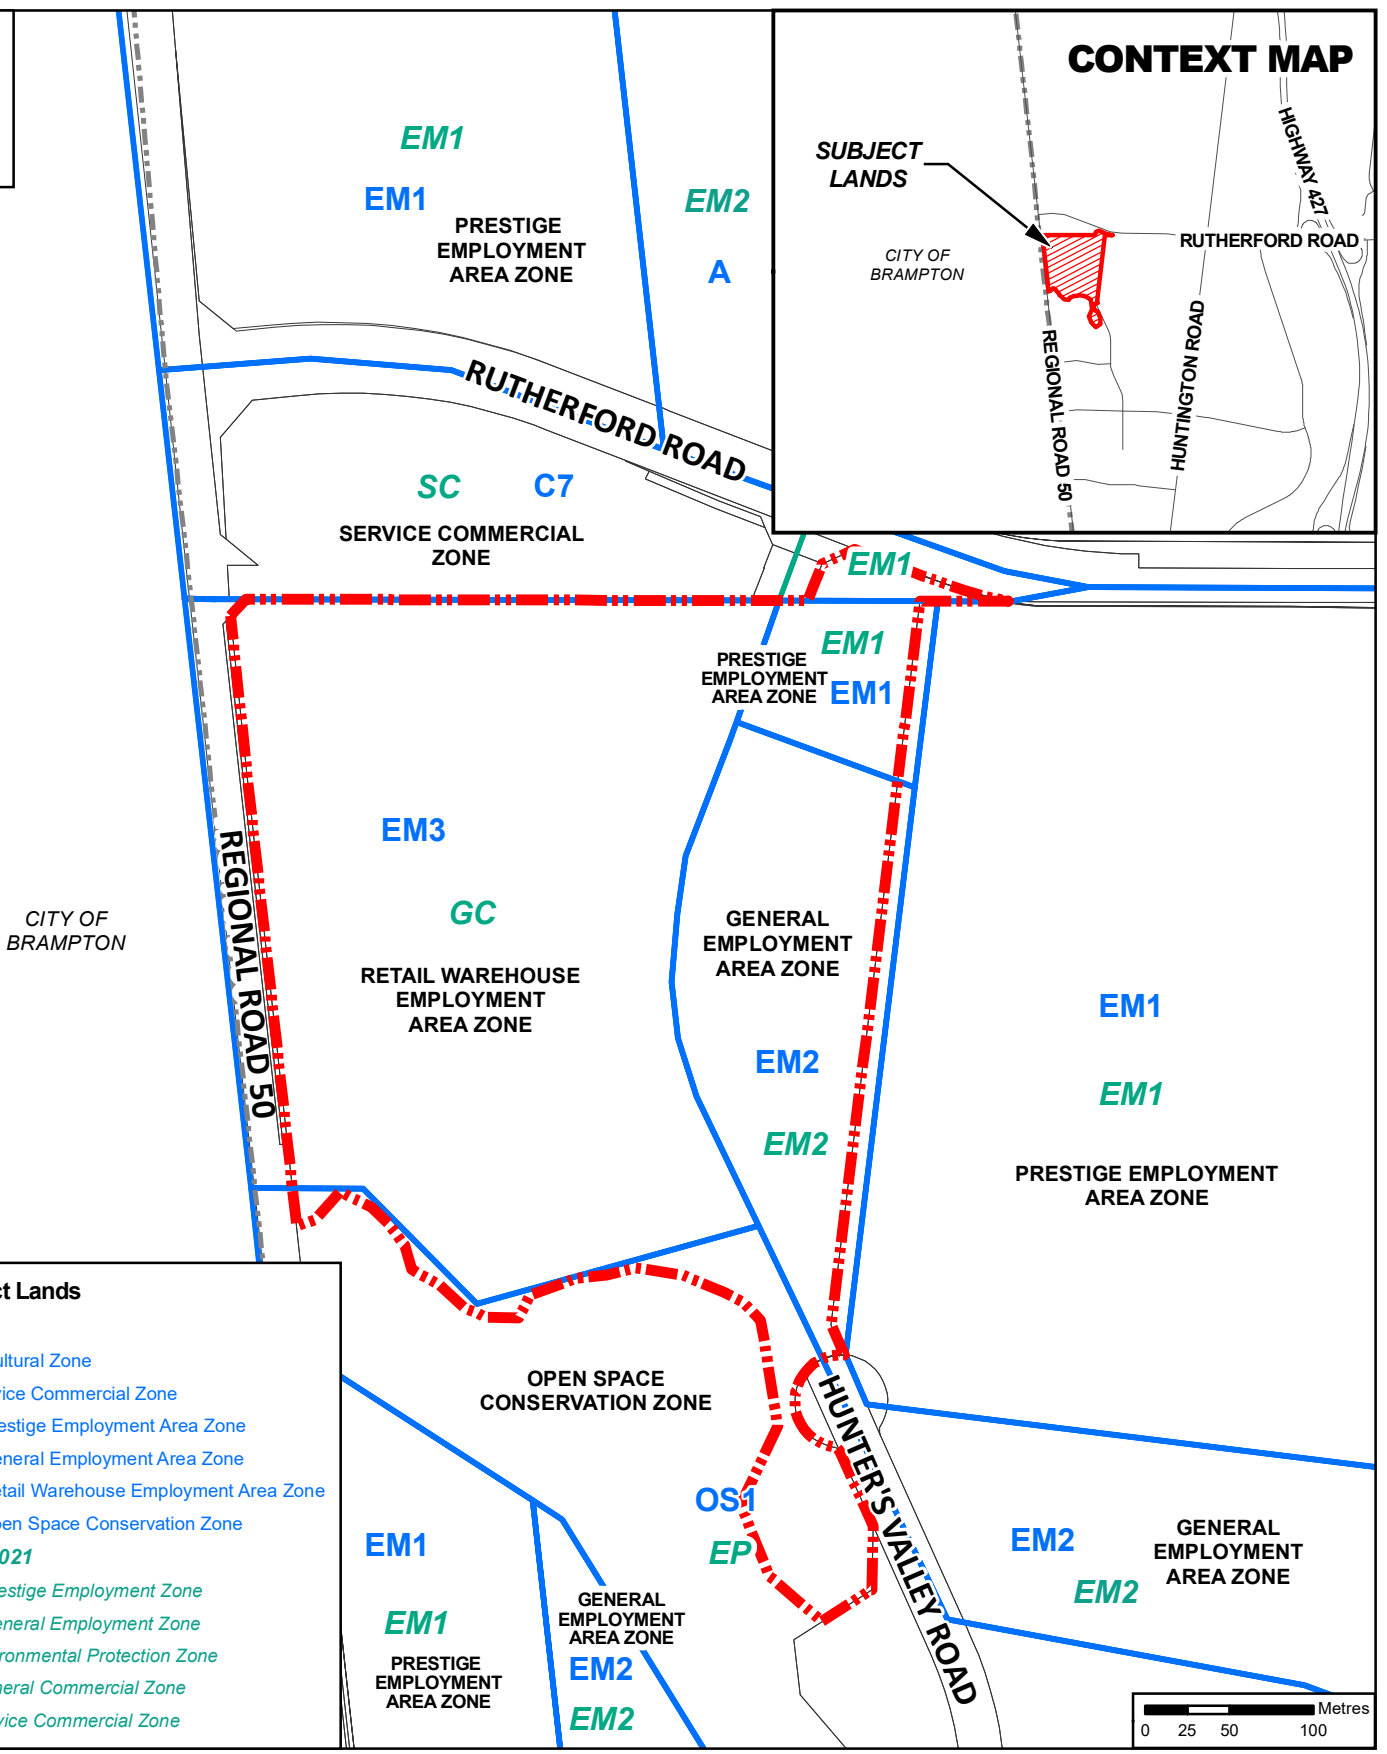 CONTEXT MAP
SUBJECT
LANDS
CITY OF
BRAMPTON
HIGHWAY 427
RUTHERFORD ROAD
HUNTINGTON ROAD
REGIONAL ROAD 50
EM1
EM1
PRESTIGE
EMPLOYMENT
AREA ZONE
EM2
A
RUTHERFORD ROAD
SC
C7
SERVICE COMMERCIAL
ZONE
EM1
EM1
PRESTIGE
EMPLOYMENT
AREA ZONE
EM1
EM3
GC
RETAIL WAREHOUSE
EMPLOYMENT
AREA ZONE
REGIONAL ROAD 50
CITY OF
BRAMPTON
GENERAL
EMPLOYMENT
AREA ZONE
EM2
EM2
EM1
EM1
PRESTIGE EMPLOYMENT
AREA ZONE
OPEN SPACE
CONSERVATION ZONE
OS1
EP
HUNTER'S VALLEY ROAD
EM2
GENERAL
EMPLOYMENT
AREA ZONE
EM2
EM1
EM1
PRESTIGE
EMPLOYMENT
AREA ZONE
GENERAL
EMPLOYMENT
AREA ZONE
EM2
EM2
ct Lands
ultural Zone
vice Commercial Zone
estige Employment Area Zone
eneral Employment Area Zone
etail Warehouse Employment Area Zone
pen Space Conservation Zone
021
estige Employment Zone
eneral Employment Zone
ronmental Protection Zone
neral Commercial Zone
vice Commercial Zone
Metres
0 25 50 100